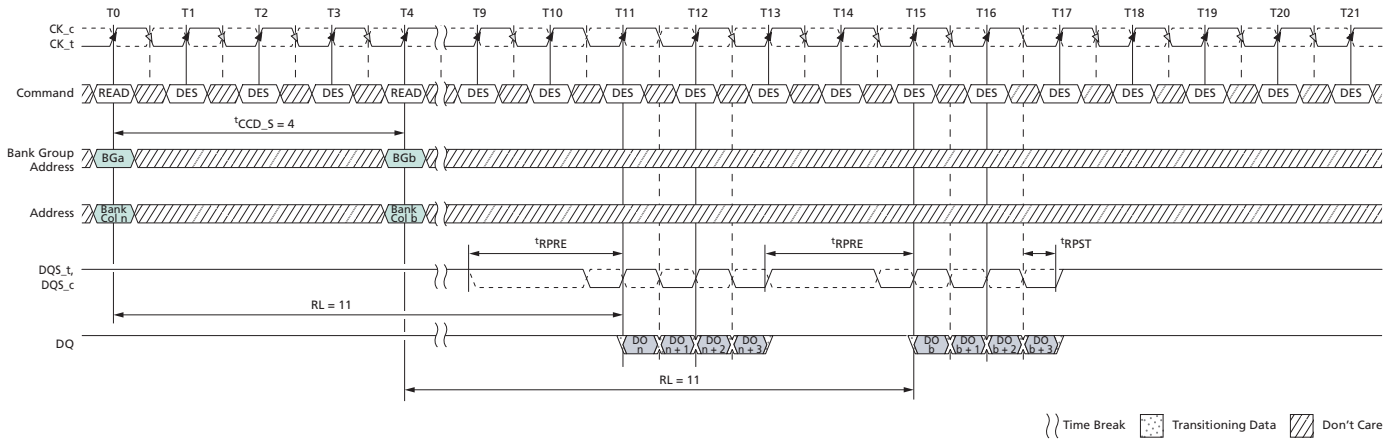 T0 T1 T2 T3 T4 T9 T10 T11 T12 T13 T14 T15 T16 T17 T18 T19 T20 T21
CK_c
CK_t
Command READ DES DES DES READ DES DES DES DES DES DES DES DES DES DES DES DES DES
tCCD_S = 4
Bank Group
Address
BGa BGb
Address
Bank
Col n
Bank
Col b
tRPRE tRPRE tRPST
DQS_t,
DQS_c
RL = 11
DQ
DO
n
DO
n + 1
DO
n + 2
DO
n + 3
DO
b
DO
b + 1
DO
b + 2
DO
b + 3
RL = 11
Time Break Transitioning Data Don't Care